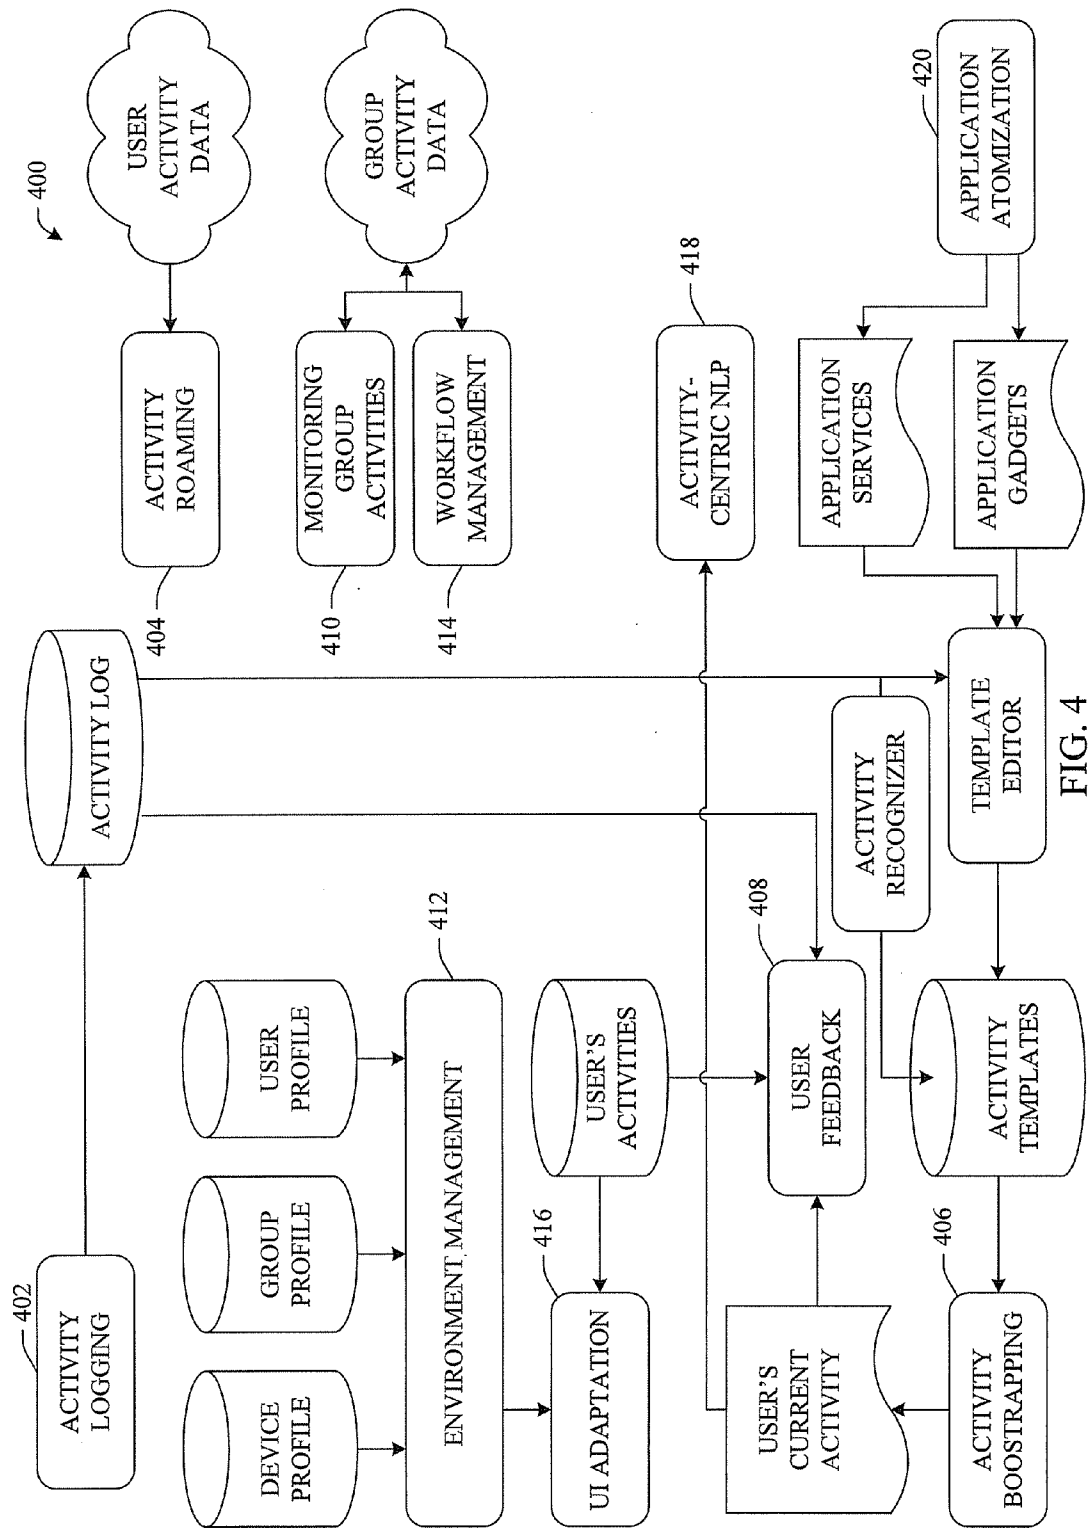 400
402
ACTIVITY
LOGGING
ACTIVITY LOG
404
ACTIVITY
ROAMING
USER
ACTIVITY
DATA
DEVICE
PROFILE
GROUP
PROFILE
USER
PROFILE
410
MONITORING
GROUP
ACTIVITIES
GROUP
ACTIVITY
DATA
412
ENVIRONMENT MANAGEMENT
414
WORKFLOW
MANAGEMENT
416
UI ADAPTATION
USER'S
ACTIVITIES
418
ACTIVITY-
CENTRIC NLP
USER'S
CURRENT
ACTIVITY
408
USER
FEEDBACK
ACTIVITY
RECOGNIZER
APPLICATION
SERVICES
420
APPLICATION
ATOMIZATION
406
ACTIVITY
BOOSTRAPPING
ACTIVITY
TEMPLATES
TEMPLATE
EDITOR
APPLICATION
GADGETS
FIG. 4